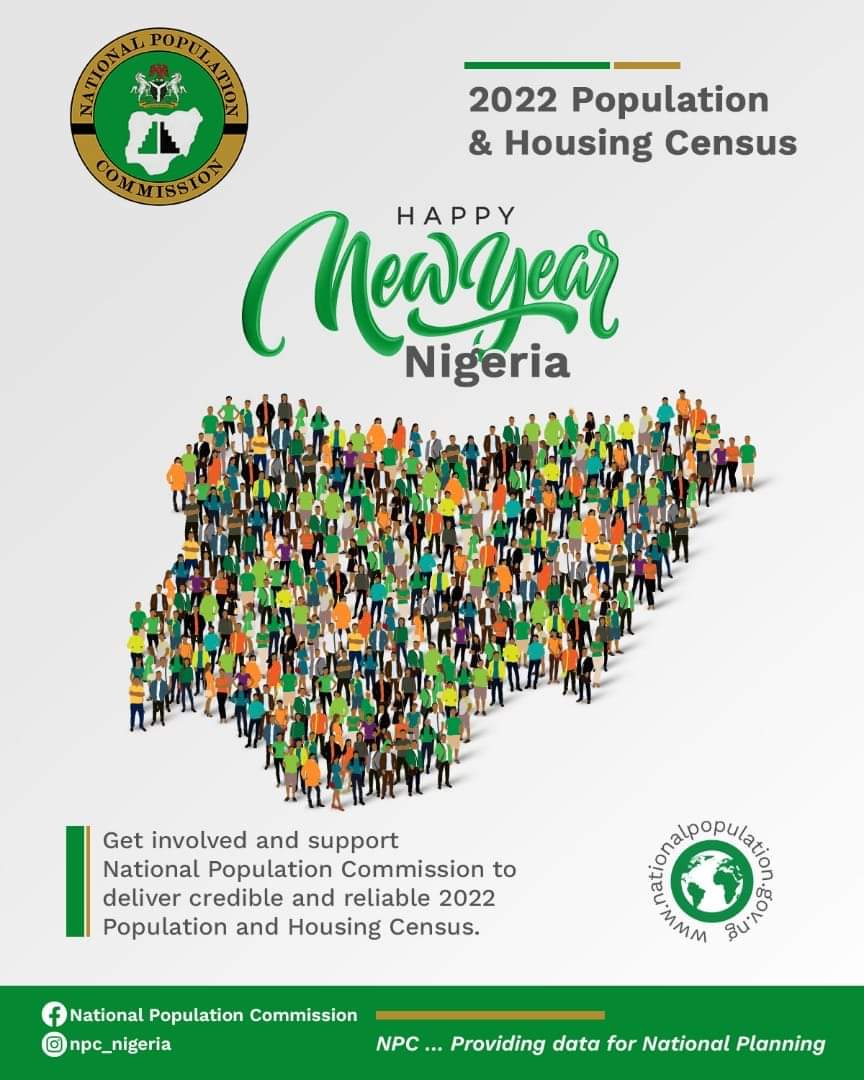 NATIONAL POPULATION
COMMISSION
2022 Population
& Housing Census
HAPPY
New Year
Nigeria
Get involved and support
National Population Commission to
deliver credible and reliable 2022
Population and Housing Census.
www.nationalpopulation.gov.ng
National Population Commission
npc_nigeria
NPC ... Providing data for National Planning